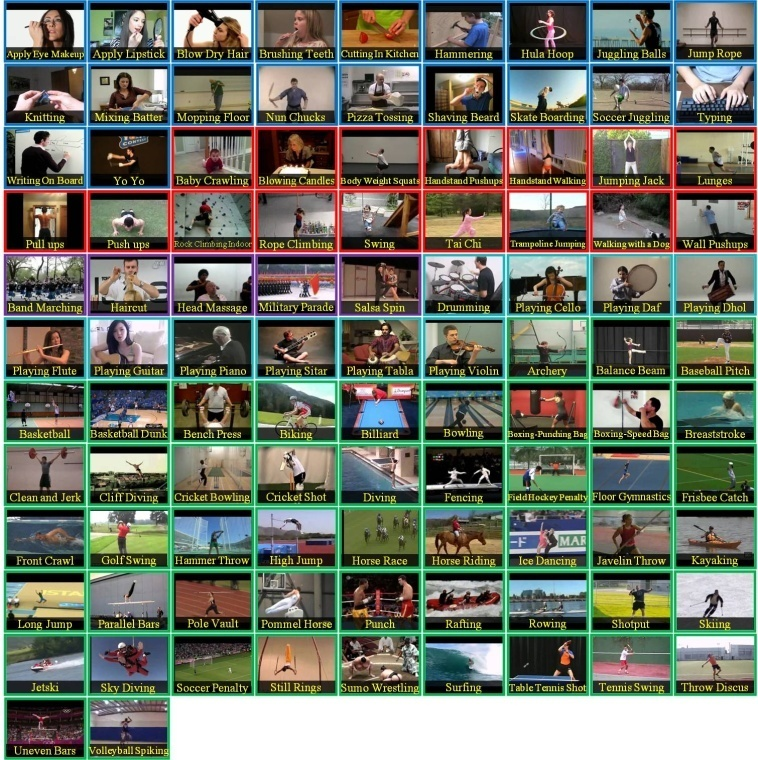 Apply Eye Makeup
Apply Lipstick
Blow Dry Hair
Brushing Teeth
Cutting In Kitchen
Hammering
Hula Hoop
Juggling Balls
Jump Rope
Knitting
Mixing Batter
Mopping Floor
Nun Chucks
Pizza Tossing
Shaving Beard
Skate Boarding
Soccer Juggling
Typing
Writing On Board
Yo Yo
Baby Crawling
Blowing Candles
Body Weight Squats
Handstand Pushups
Handstand Walking
Jumping Jack
Lunges
Pull ups
Push ups
Rock Climbing Indoor
Rope Climbing
Swing
Tai Chi
Trampoline Jumping
Walking with a Dog
Wall Pushups
Band Marching
Haircut
Head Massage
Military Parade
Salsa Spin
Drumming
Playing Cello
Playing Daf
Playing Dhol
Playing Flute
Playing Guitar
Playing Piano
Playing Sitar
Playing Tabla
Playing Violin
Archery
Balance Beam
Baseball Pitch
Basketball
Basketball Dunk
Bench Press
Biking
Billiard
Bowling
Boxing-Punching Bag
Boxing-Speed Bag
Breaststroke
Clean and Jerk
Cliff Diving
Cricket Bowling
Cricket Shot
Diving
Fencing
Field Hockey Penalty
Floor Gymnastics
Frisbee Catch
Front Crawl
Golf Swing
Hammer Throw
High Jump
Horse Race
Horse Riding
Ice Dancing
Javelin Throw
Kayaking
Long Jump
Parallel Bars
Pole Vault
Pommel Horse
Punch
Rafting
Rowing
Shotput
Skiing
Jetski
Sky Diving
Soccer Penalty
Still Rings
Sumo Wrestling
Surfing
Table Tennis Shot
Tennis Swing
Throw Discus
Uneven Bars
Volleyball Spiking